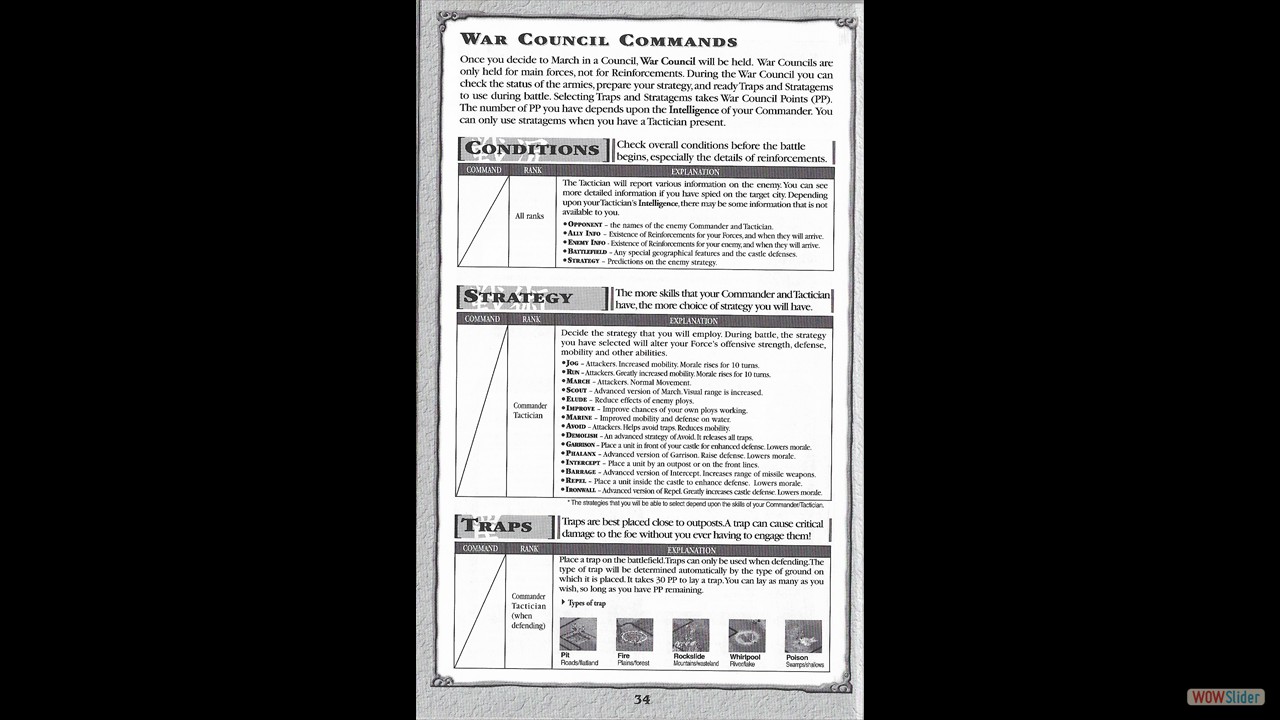 WAR COUNCIL COMMANDS
Once you decide to March in a Council, War Council will be held. War Councils are
only held for main forces, not for Reinforcements. During the War Council you can
check the status of the armies, prepare your strategy, and ready Traps and Stratagems
to use during battle. Selecting Traps and Stratagems takes War Council Points (PP).
The number of PP you have depends upon the Intelligence of your Commander. You
can only use stratagems when you have a Tactician present.
CONDITIONS
Check overall conditions before the battle
begins, especially the details of reinforcements.
COMMAND RANK EXPLANATION
All ranks
The Tactician will report various information on the enemy. You can see
more detailed information if you have spied on the target city. Depending
upon your Tactician's Intelligence, there may be some information that is not
available to you.
• OPPONENT – the names of the enemy Commander and Tactician.
• ALLY INFO – Existence of Reinforcements for your Forces, and when they will arrive.
• ENEMY INFO - Existence of Reinforcements for your enemy, and when they will arrive.
• BATTLEFIELD – Any special geographical features and the castle defenses.
• STRATEGY – Predictions on the enemy strategy.
STRATEGY
The more skills that your Commander and Tactician
have, the more choice of strategy you will have.
COMMAND RANK EXPLANATION
Commander
Tactician
Decide the strategy that you will employ. During battle, the strategy
you have selected will alter your Force's offensive strength, defense,
mobility and other abilities.
• JOG – Attackers. Increased mobility. Morale rises for 10 turns.
• RUN – Attackers. Greatly increased mobility. Morale rises for 10 turns.
• MARCH – Attackers. Normal Movement.
• SCOUT – Advanced version of March. Visual range is increased.
• ELUDE – Reduce effects of enemy ploys.
• IMPROVE – Improve chances of your own ploys working.
• MARINE – Improved mobility and defense on water.
• AVOID – Attackers. Helps avoid traps. Reduces mobility.
• DEMOLISH – An advanced strategy of Avoid. It releases all traps.
• GARRISON – Place a unit in front of your castle for enhanced defense. Lowers morale.
• PHALANX – Advanced version of Garrison. Raise defense. Lowers morale.
• INTERCEPT – Place a unit by an outpost or on the front lines.
• BARRAGE – Advanced version of Intercept. Increases range of missile weapons.
• REPEL – Place a unit inside the castle to enhance defense. Lowers morale.
• IRONWALL – Advanced version of Repel. Greatly increases castle defense. Lowers morale.
* The strategies that you will be able to select depend upon the skills of your Commander/Tactician.
TRAPS
Traps are best placed close to outposts. A trap can cause critical
damage to the foe without you ever having to engage them!
COMMAND RANK EXPLANATION
Commander
Tactician
(when
defending)
Place a trap on the battlefield. Traps can only be used when defending. The
type of trap will be determined automatically by the type of ground on
which it is placed. It takes 30 PP to lay a trap. You can lay as many as you
wish, so long as you have PP remaining.
Types of trap
Pit Fire Rockslide Whirlpool Poison
Roads/flatland Plains/forest Mountains/wasteland River/lake Swamps/shallows
34
WOWSlider